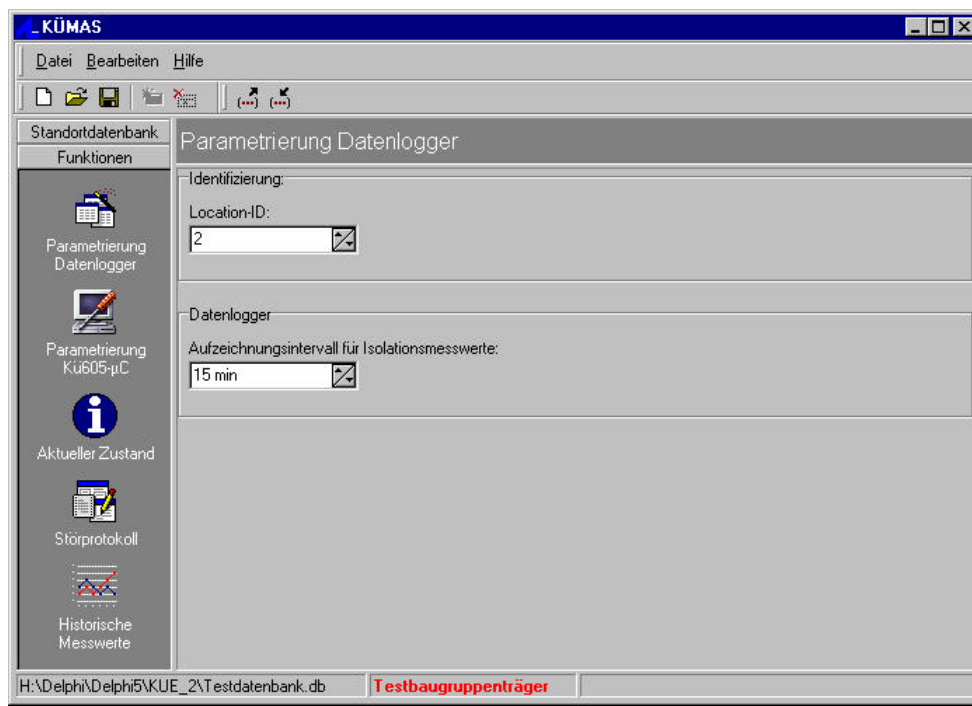 KÜMAS
Datei Bearbeiten Hilfe
Standortdatenbank
Funktionen
Parametrierung
Datenlogger
Parametrierung
Kü605-µC
Aktueller Zustand
Störprotokoll
Historische
Messwerte
Parametrierung Datenlogger
Identifizierung:
Location-ID:
2
Datenlogger
Aufzeichnungsintervall für Isolationsmesswerte:
15 min
H:\Delphi\Delphi5\KUE_2\Testdatenbank.db
Testbaugruppenträger